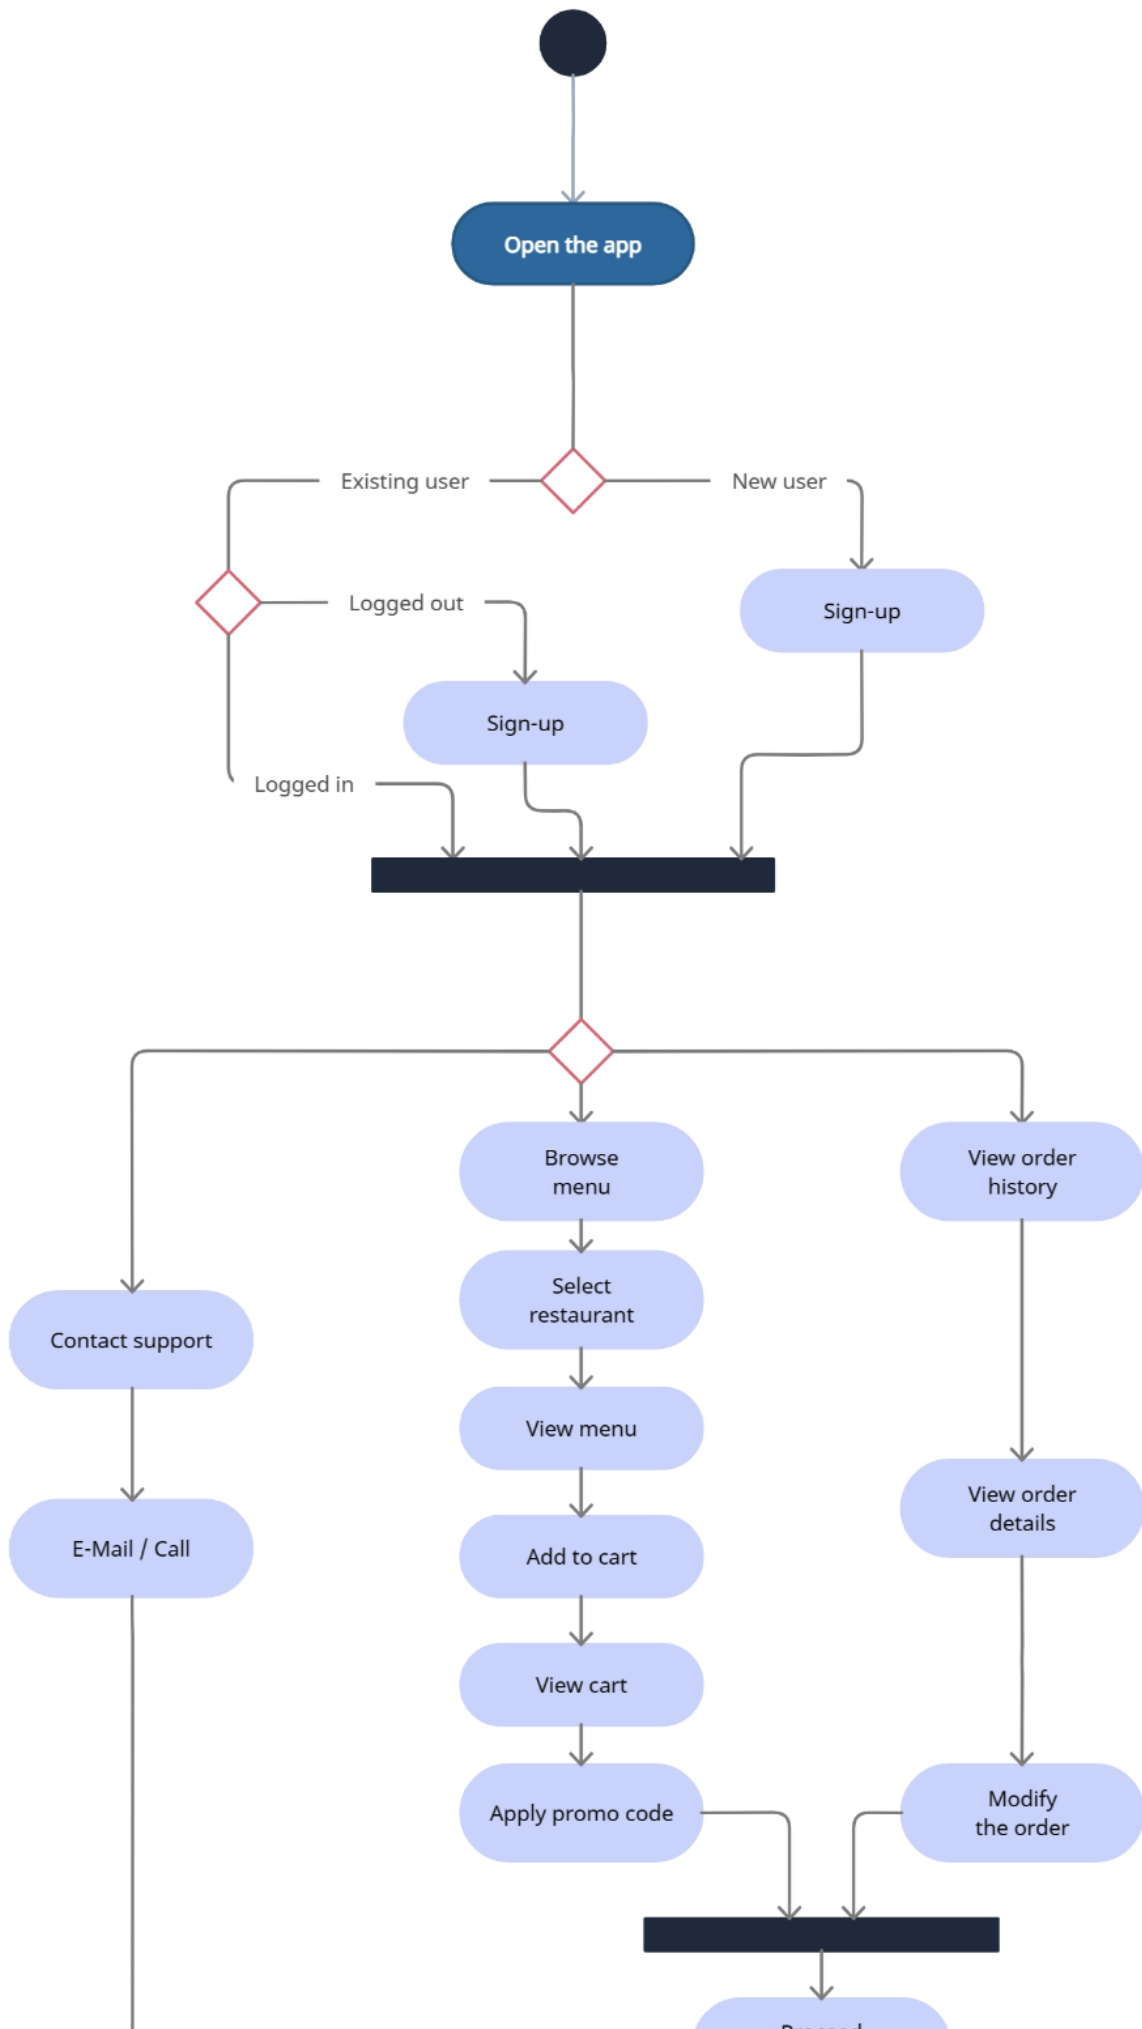 Open the app
Existing user
New user
Logged out
Sign-up
Sign-up
Logged in
Browse
menu
View order
history
Select
restaurant
Contact support
View menu
View order
details
E-Mail / Call
Add to cart
View cart
Apply promo code
Modify
the order